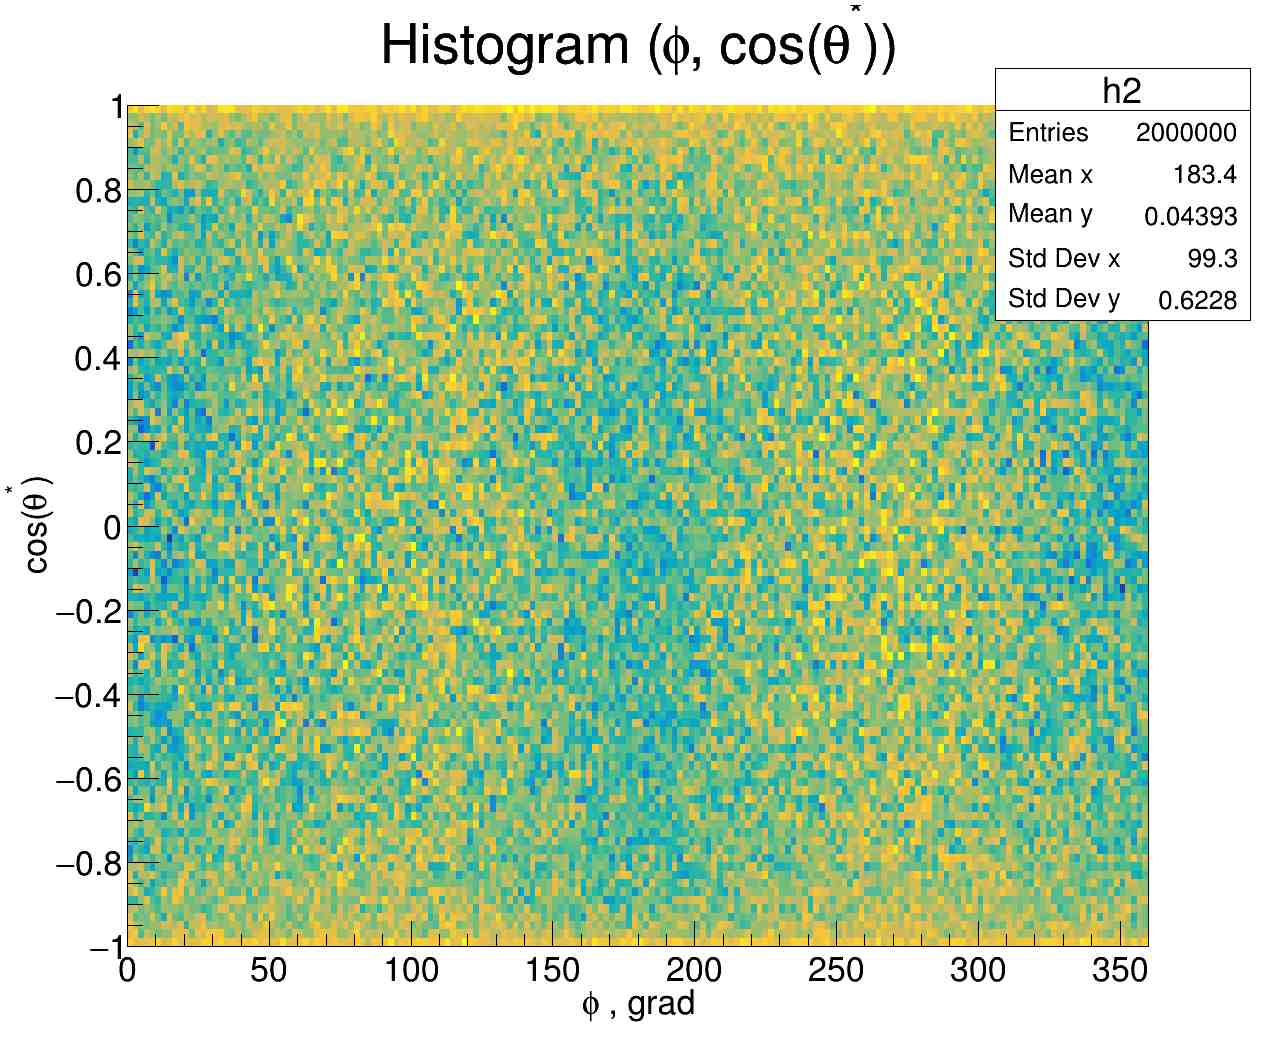 Histogram (ϕ, cos(θ*))
h2
Entries 2000000
Mean x 183.4
Mean y 0.04393
Std Dev x 99.3
Std Dev y 0.6228
1
0.8
0.6
0.4
0.2
0
−0.2
−0.4
−0.6
−0.8
−1
cos(θ*)
0 50 100 150 200 250 300 350
ϕ , grad